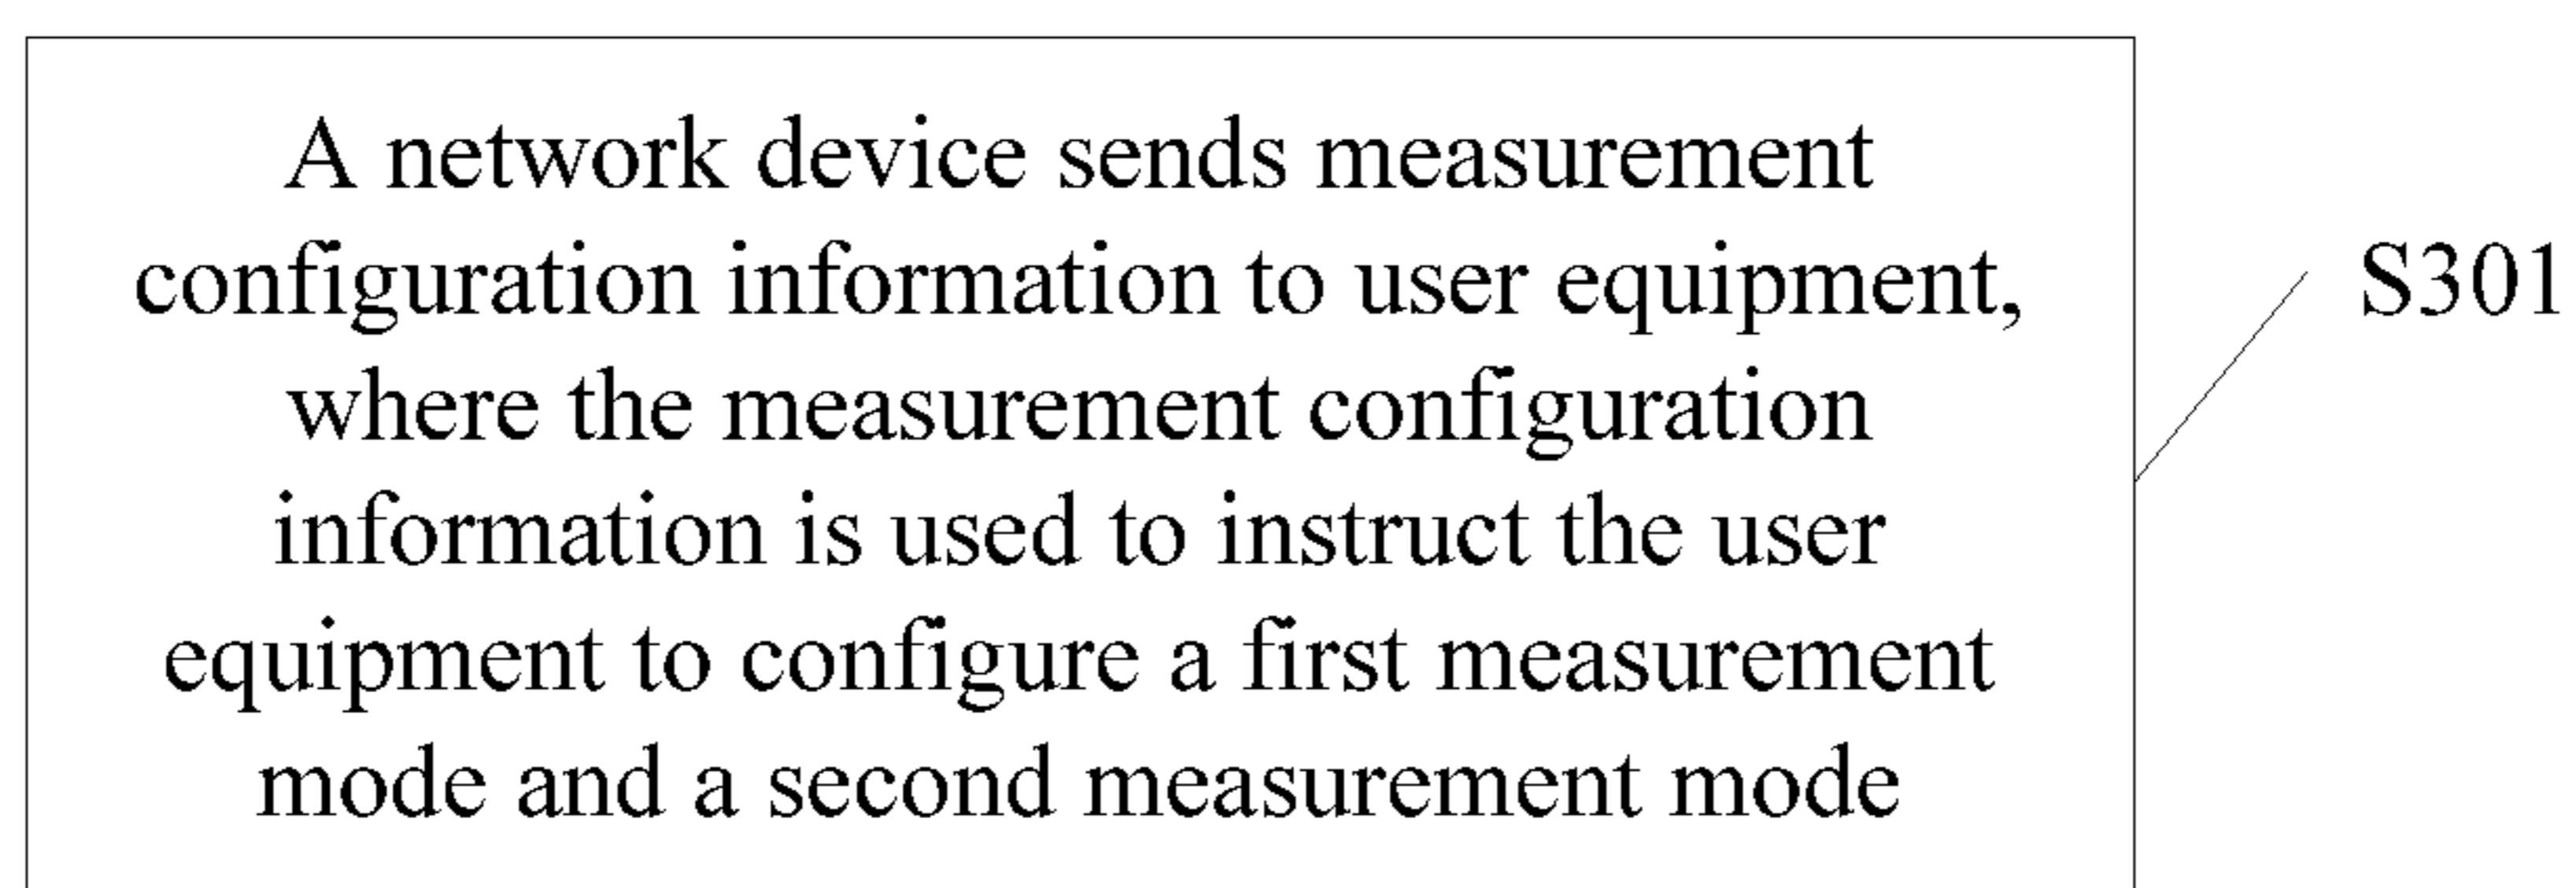 A network device sends measurement
configuration information to user equipment,
where the measurement configuration
information is used to instruct the user
equipment to configure a first measurement
mode and a second measurement mode
S301